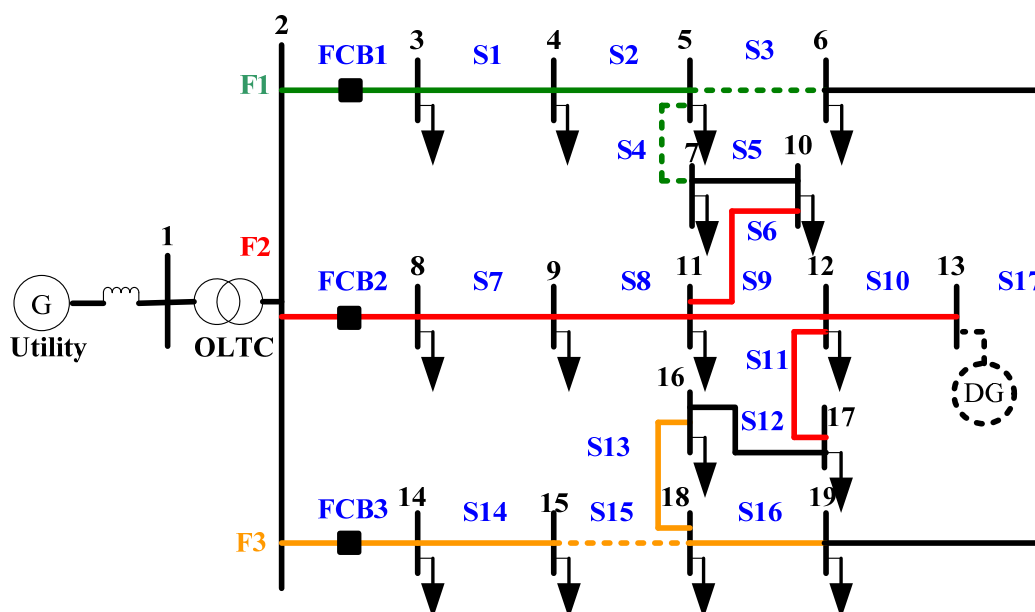 2
FCB1
3
S1
4
S2
5
S3
6
F1
S4
7
S5
10
S6
F2
1
FCB2
8
S7
9
S8
11
S9
12
S10
13
S17
G
Utility
OLTC
S11
DG
16
S12
17
S13
FCB3
14
S14
15
S15
18
S16
19
F3